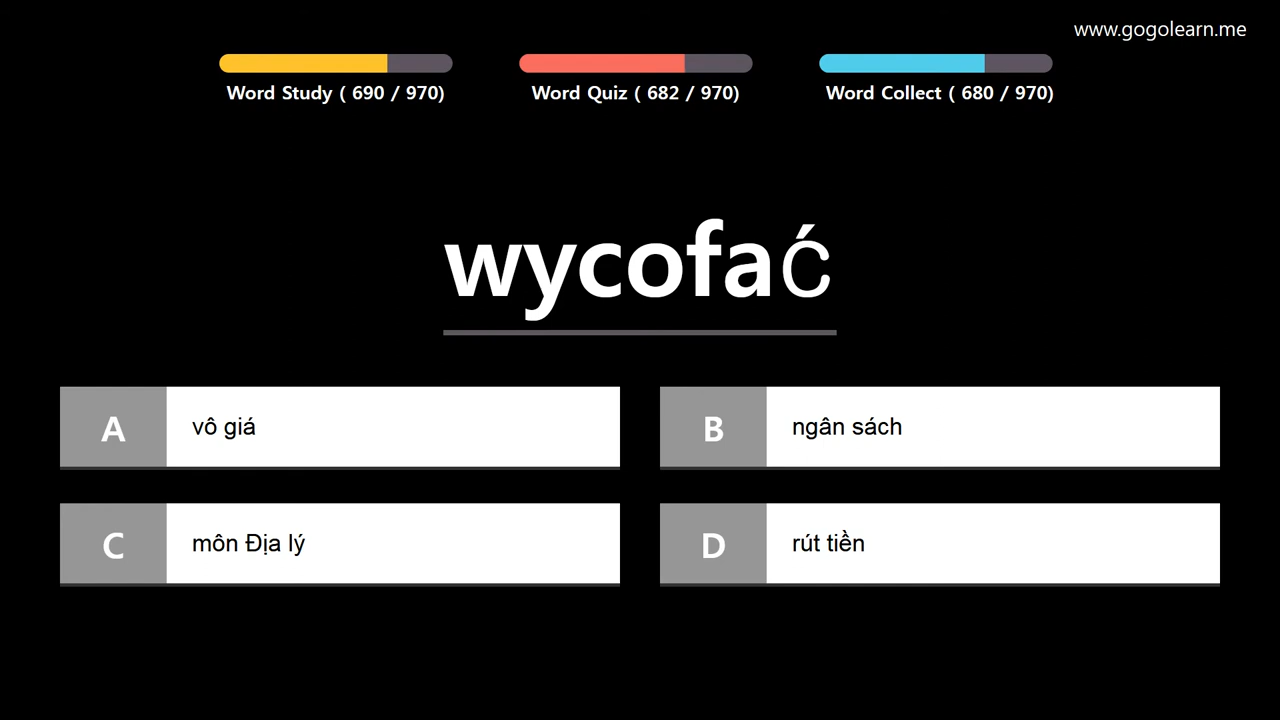 www.gogolearn.me
Word Study ( 690 / 970)
Word Quiz ( 682 / 970)
Word Collect ( 680 / 970)
wycofać
A
vô giá
B
ngân sách
C
môn Địa lý
D
rút tiền